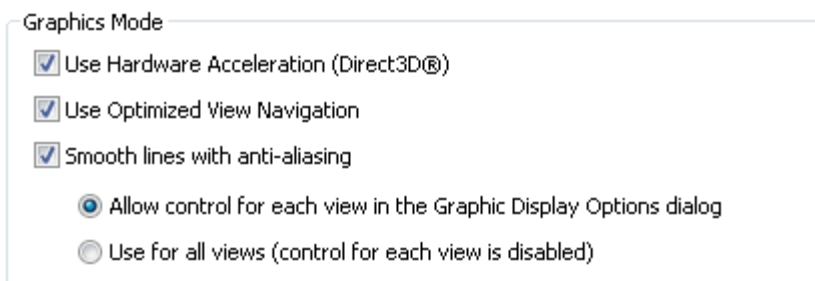 Graphics Mode
Use Hardware Acceleration (Direct3D®)
Use Optimized View Navigation
Smooth lines with anti-aliasing
Allow control for each view in the Graphic Display Options dialog
Use for all views (control for each view is disabled)